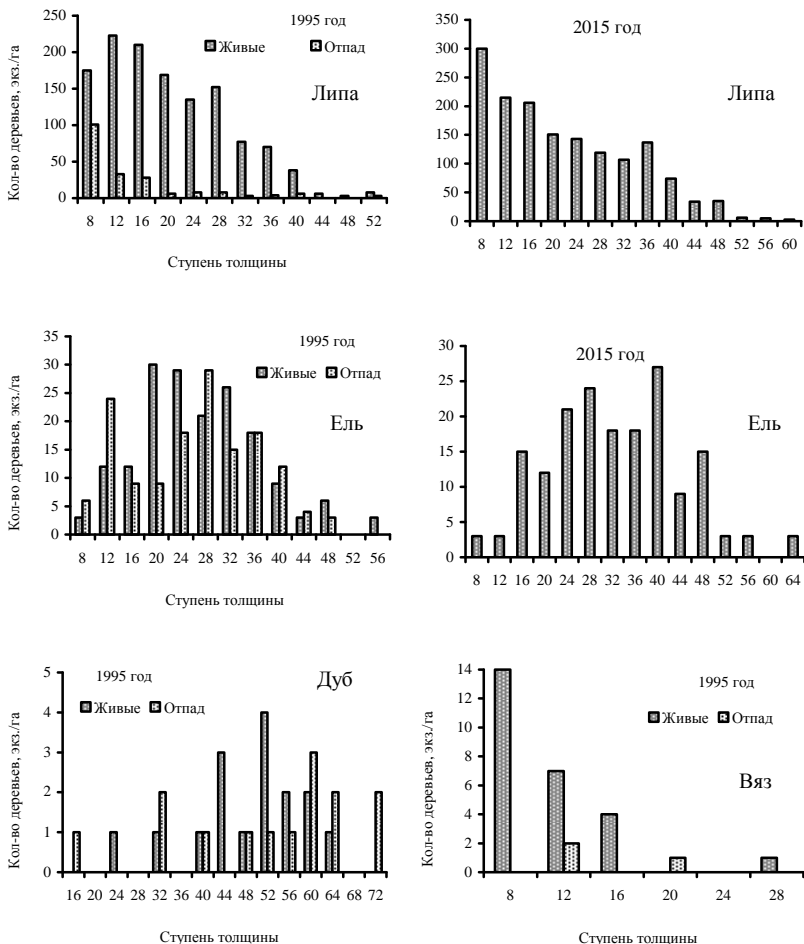 1995 год
Живые Отпад
Липа
Кол-во деревьев, экз./га
250
200
150
100
50
0
8 12 16 20 24 28 32 36 40 44 48 52
Ступень толщины
2015 год
Липа
350
300
250
200
150
100
50
0
8 12 16 20 24 28 32 36 40 44 48 52 56 60
1995 год
Живые Отпад
Ель
Кол-во деревьев, экз./га
35
30
25
20
15
10
5
0
8 12 16 20 24 28 32 36 40 44 48 52 56
Ступень толщины
2015 год
Ель
30
25
20
15
10
5
0
8 12 16 20 24 28 32 36 40 44 48 52 56 60 64
Ступень толщины
1995 год
Дуб
Живые Отпад
Кол-во деревьев, экз./га
5
4
3
2
1
0
16 20 24 28 32 36 40 44 48 52 56 60 64 68 72
Ступень толщины
1995 год
Живые Отпад
Вяз
Кол-во деревьев, экз./га
14
12
10
8
6
4
2
0
8 12 16 20 24 28
Ступень толщины